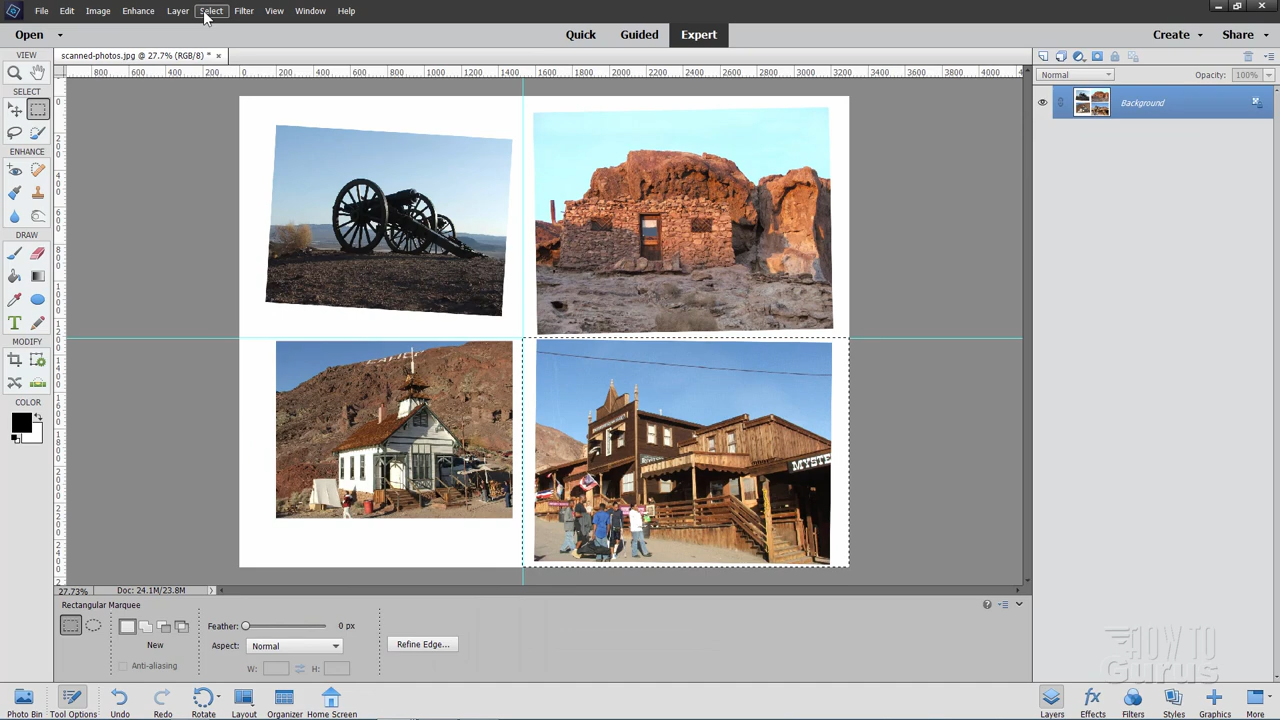 File Edit Image Enhance Layer Select Filter View Window Help
Open Quick Guided Expert Create Share
scanned-photos.jpg @ 27.7% (RGB/8) * ×
VIEW
SELECT
ENHANCE
DRAW
MODIFY
COLOR
800 600 400 200 0 200 400 600 800 1000 1200 1400 1600 1800 2000 2200 2400 2600 2800 3000 3200 3400 3600 3800 4000
Normal Opacity: 100%
Background
MYSTE
27.73% Doc: 24.1M/23.8M
Rectangular Marquee
New
Anti-aliasing
Feather: 0 px
Aspect: Normal
W: H:
Refine Edge...
HOW TO
Gurus
Photo Bin Tool Options Undo Redo Rotate Layout Organizer Home Screen Layers Effects Filters Styles Graphics More